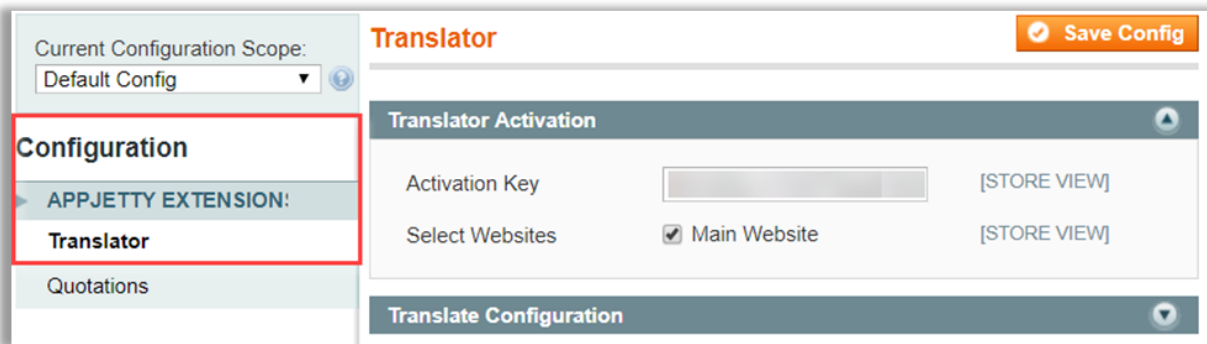 Current Configuration Scope:
Default Config
Configuration
APPJETTY EXTENSIONS
Translator
Quotations
Translator
Save Config
Translator Activation
Activation Key
[STORE VIEW]
Select Websites
Main Website
[STORE VIEW]
Translate Configuration